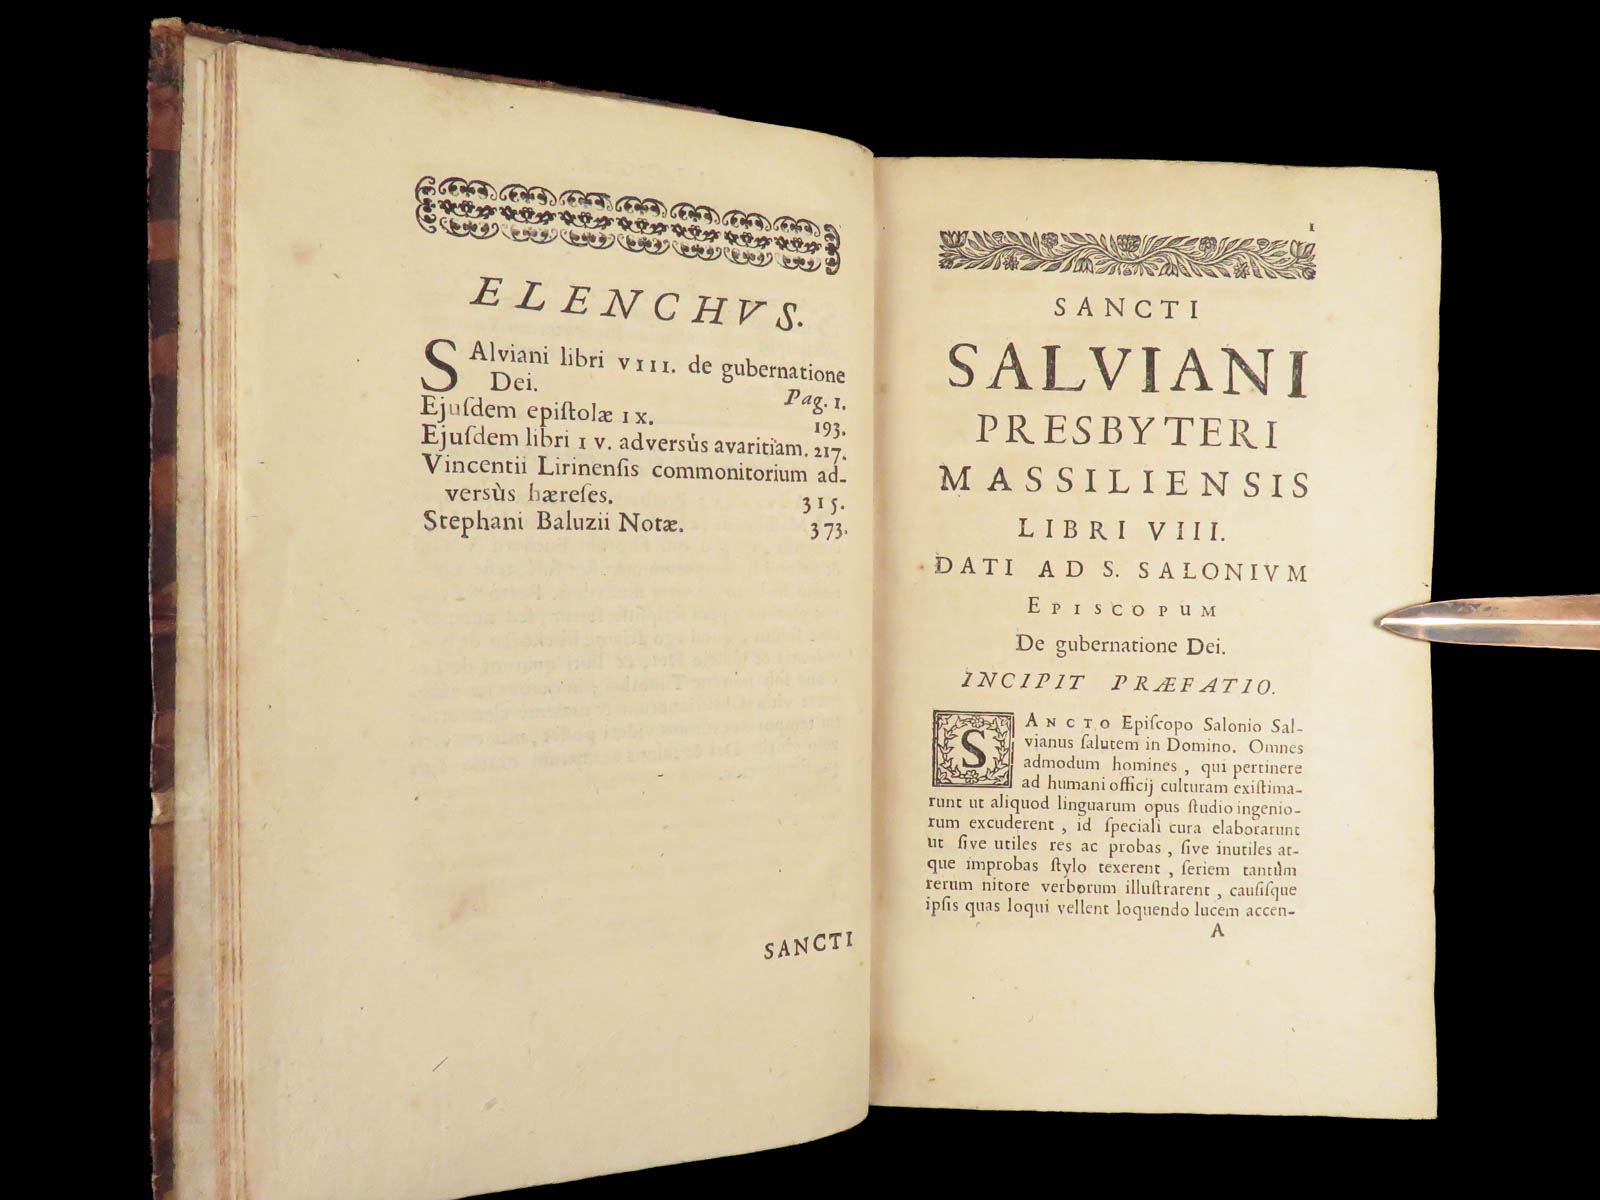 ELENCHVS.
SAlviani libri VIII. de gubernatione
Dei. Pag. 1.
Ejuſdem epiſtolæ IX. 193.
Ejuſdem libri IV. adversùs avaritiam. 217.
Vincentii Lirinenſis commonitorium ad-
versùs hæreſes. 315.
Stephani Baluzii Notæ. 373.
SANCTI
1
SANCTI
SALVIANI
PRESBYTERI
MASSILIENSIS
LIBRI VIII.
DATI AD S. SALONIVM
EPISCOPUM
De gubernatione Dei.
INCIPIT PRÆFATIO.
SANCTO Epiſcopo Salonio Sal-
vianus ſalutem in Domino. Omnes
admodum homines, qui pertinere
ad humani officij culturam exiſtima-
runt ut aliquod linguarum opus ſtudio ingenio-
rum excuderent, id ſpeciali cura elaborarunt
ut ſive utiles res ac probas, ſive inutiles at-
que improbas ſtylo texerent, ſeriem tantùm
rerum nitore verborum illuſtrarent, cauſiſque
ipſis quas loqui vellent loquendo lucem accen-
A